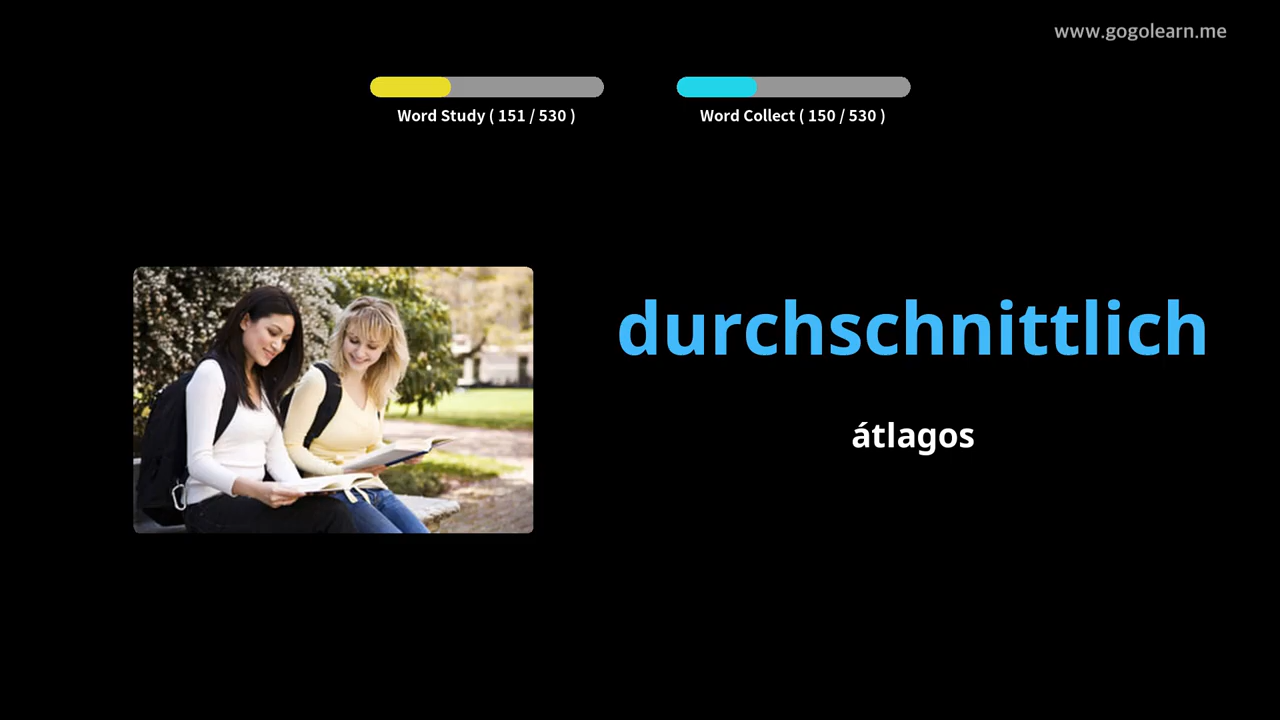 www.gogolearn.me
Word Study ( 151 / 530 )
Word Collect ( 150 / 530 )
durchschnittlich
átlagos